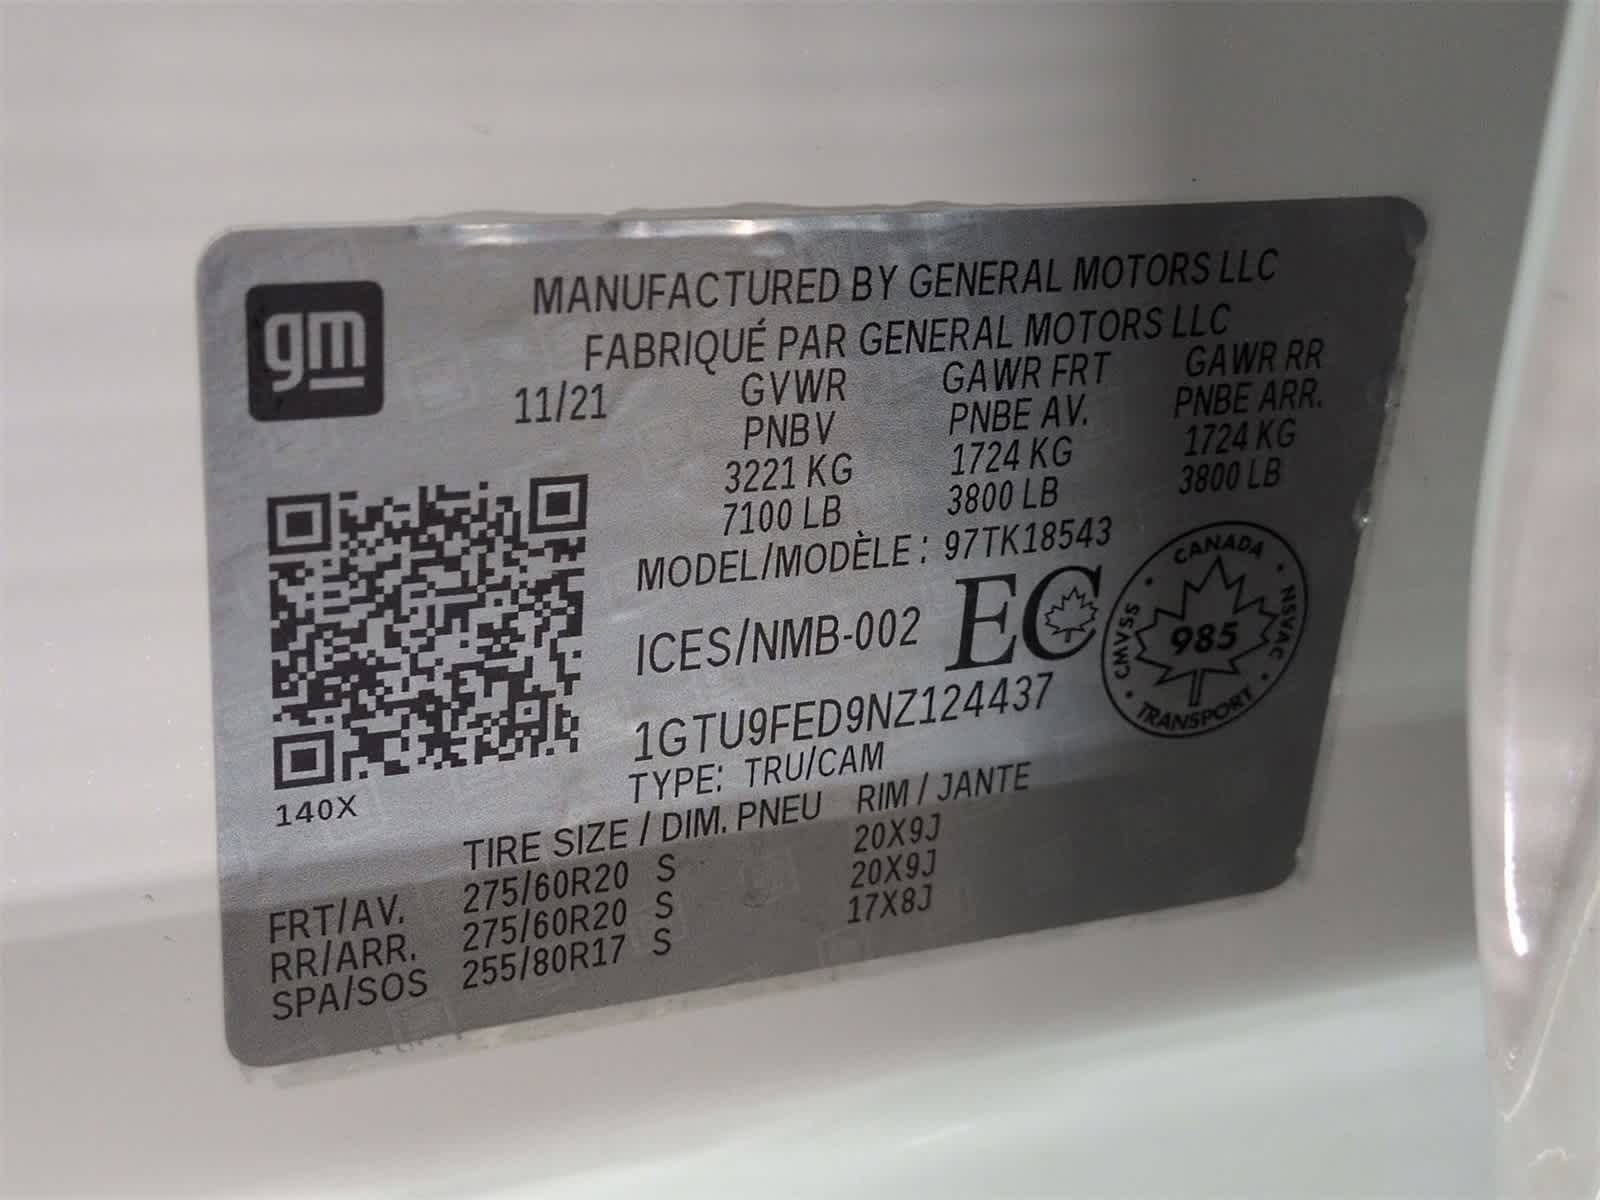 gm
MANUFACTURED BY GENERAL MOTORS LLC
FABRIQUÉ PAR GENERAL MOTORS LLC
11/21 GVWR GAWR FRT GAWR RR
PNBV PNBE AV. PNBE ARR.
3221 KG 1724 KG 1724 KG
7100 LB 3800 LB 3800 LB
MODEL/MODÈLE: 97TK18543
ICES/NMB-002 EC
CANADA
CMVSS 985 NSVAC
TRANSPORT
1GTU9FED9NZ124437
TYPE: TRU/CAM
140X
TIRE SIZE / DIM. PNEU RIM / JANTE
FRT/AV. 275/60R20 S 20X9J
RR/ARR. 275/60R20 S 20X9J
SPA/SOS 255/80R17 S 17X8J